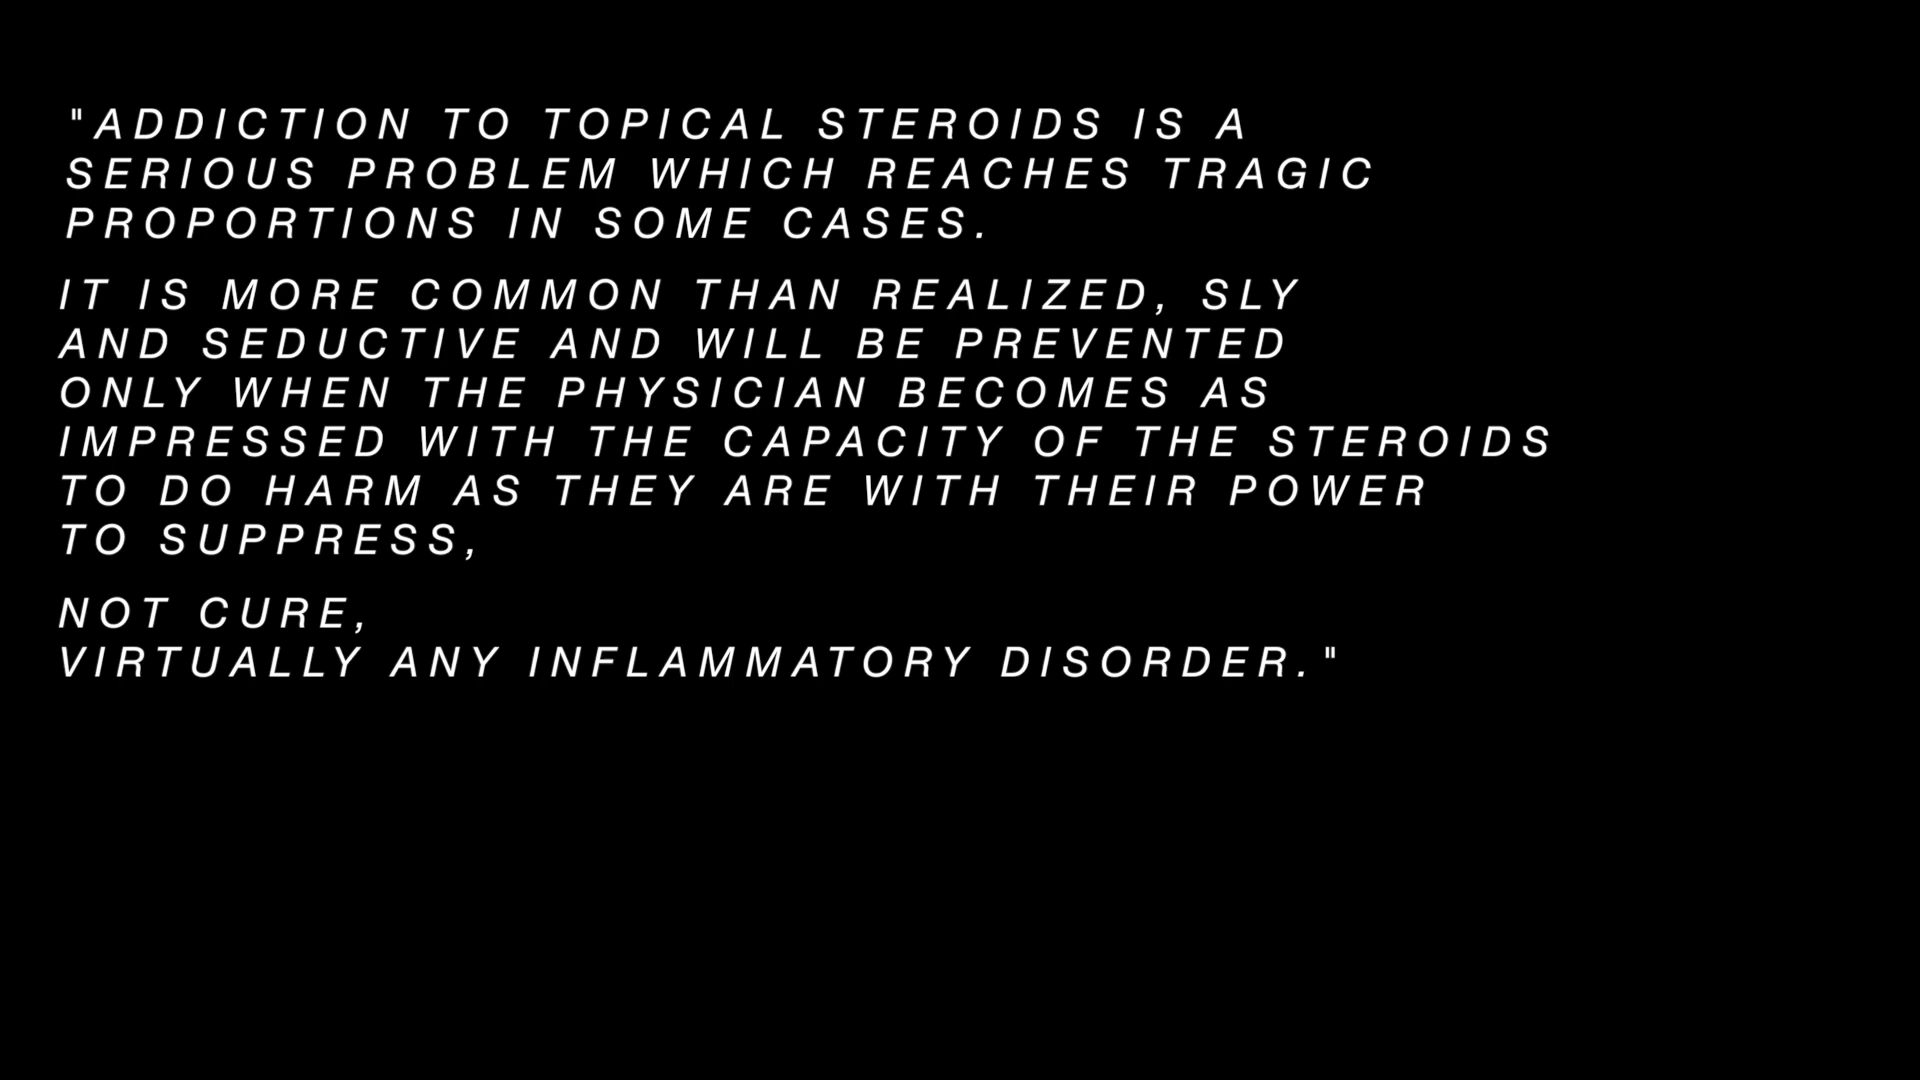 "ADDICTION TO TOPICAL STEROIDS IS A
SERIOUS PROBLEM WHICH REACHES TRAGIC
PROPORTIONS IN SOME CASES.
IT IS MORE COMMON THAN REALIZED, SLY
AND SEDUCTIVE AND WILL BE PREVENTED
ONLY WHEN THE PHYSICIAN BECOMES AS
IMPRESSED WITH THE CAPACITY OF THE STEROIDS
TO DO HARM AS THEY ARE WITH THEIR POWER
TO SUPPRESS,
NOT CURE,
VIRTUALLY ANY INFLAMMATORY DISORDER."